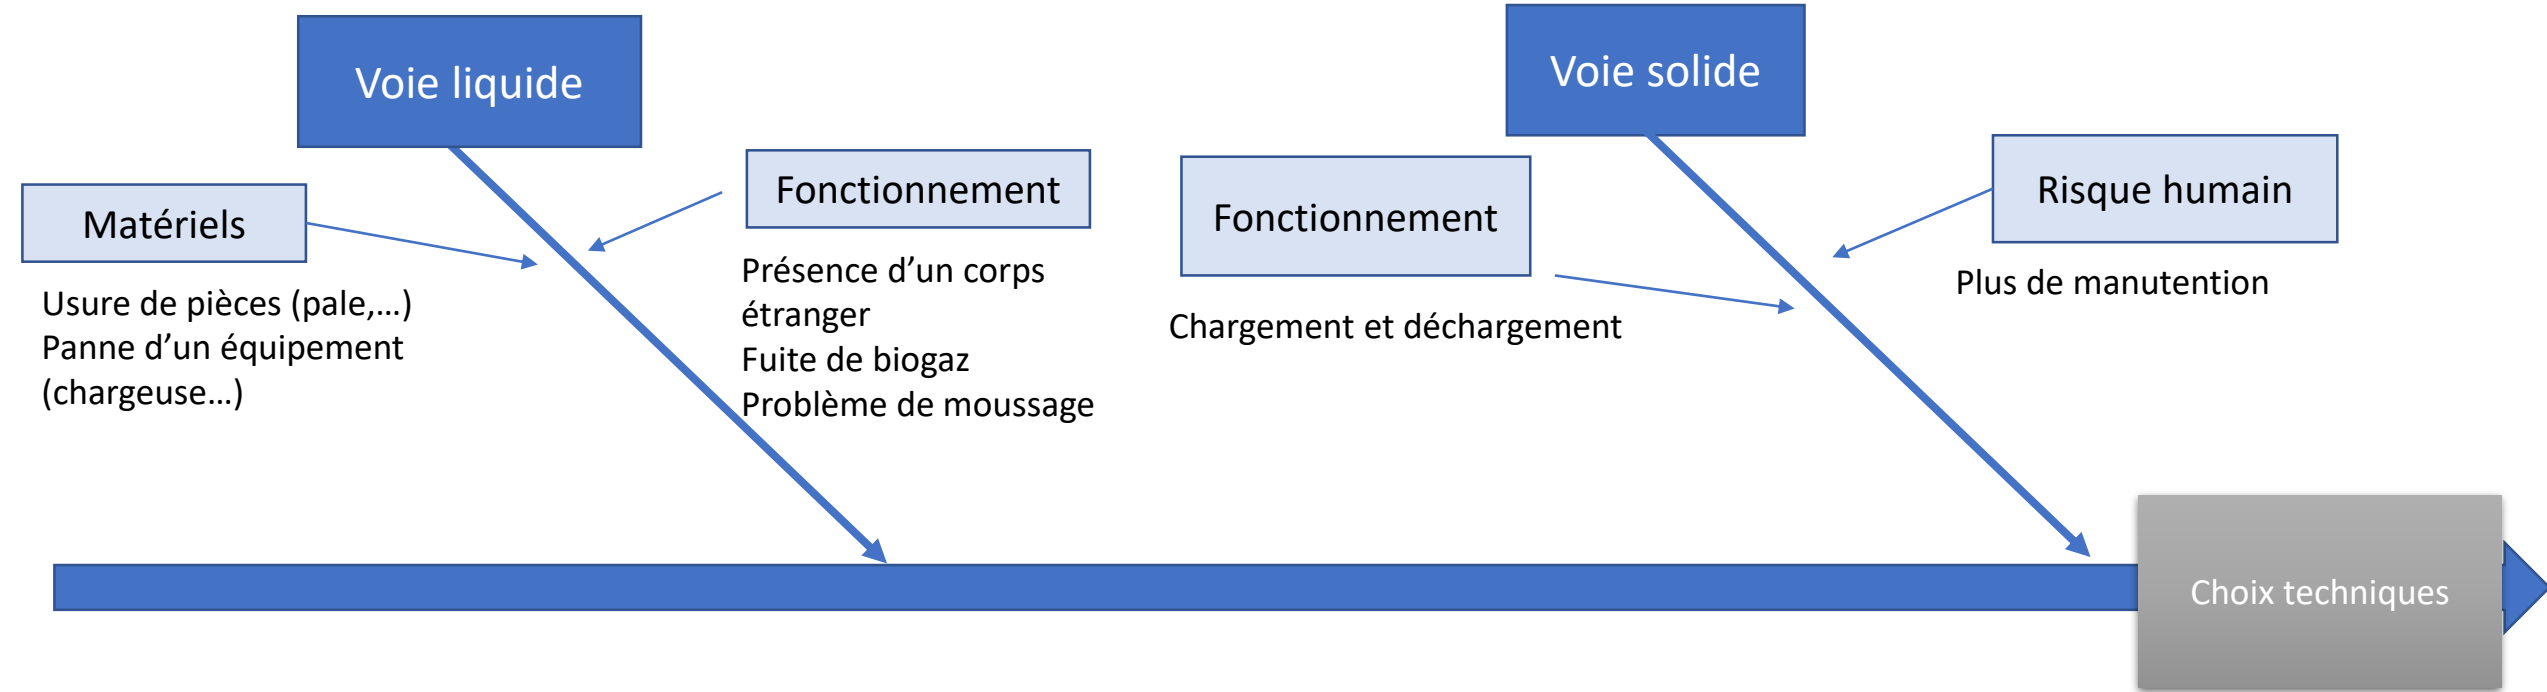 Voie liquide
Matériels
Usure de pièces (pale,…)
Panne d’un équipement
(chargeuse…)
Fonctionnement
Présence d’un corps
étranger
Fuite de biogaz
Problème de moussage
Voie solide
Fonctionnement
Chargement et déchargement
Risque humain
Plus de manutention
Choix techniques